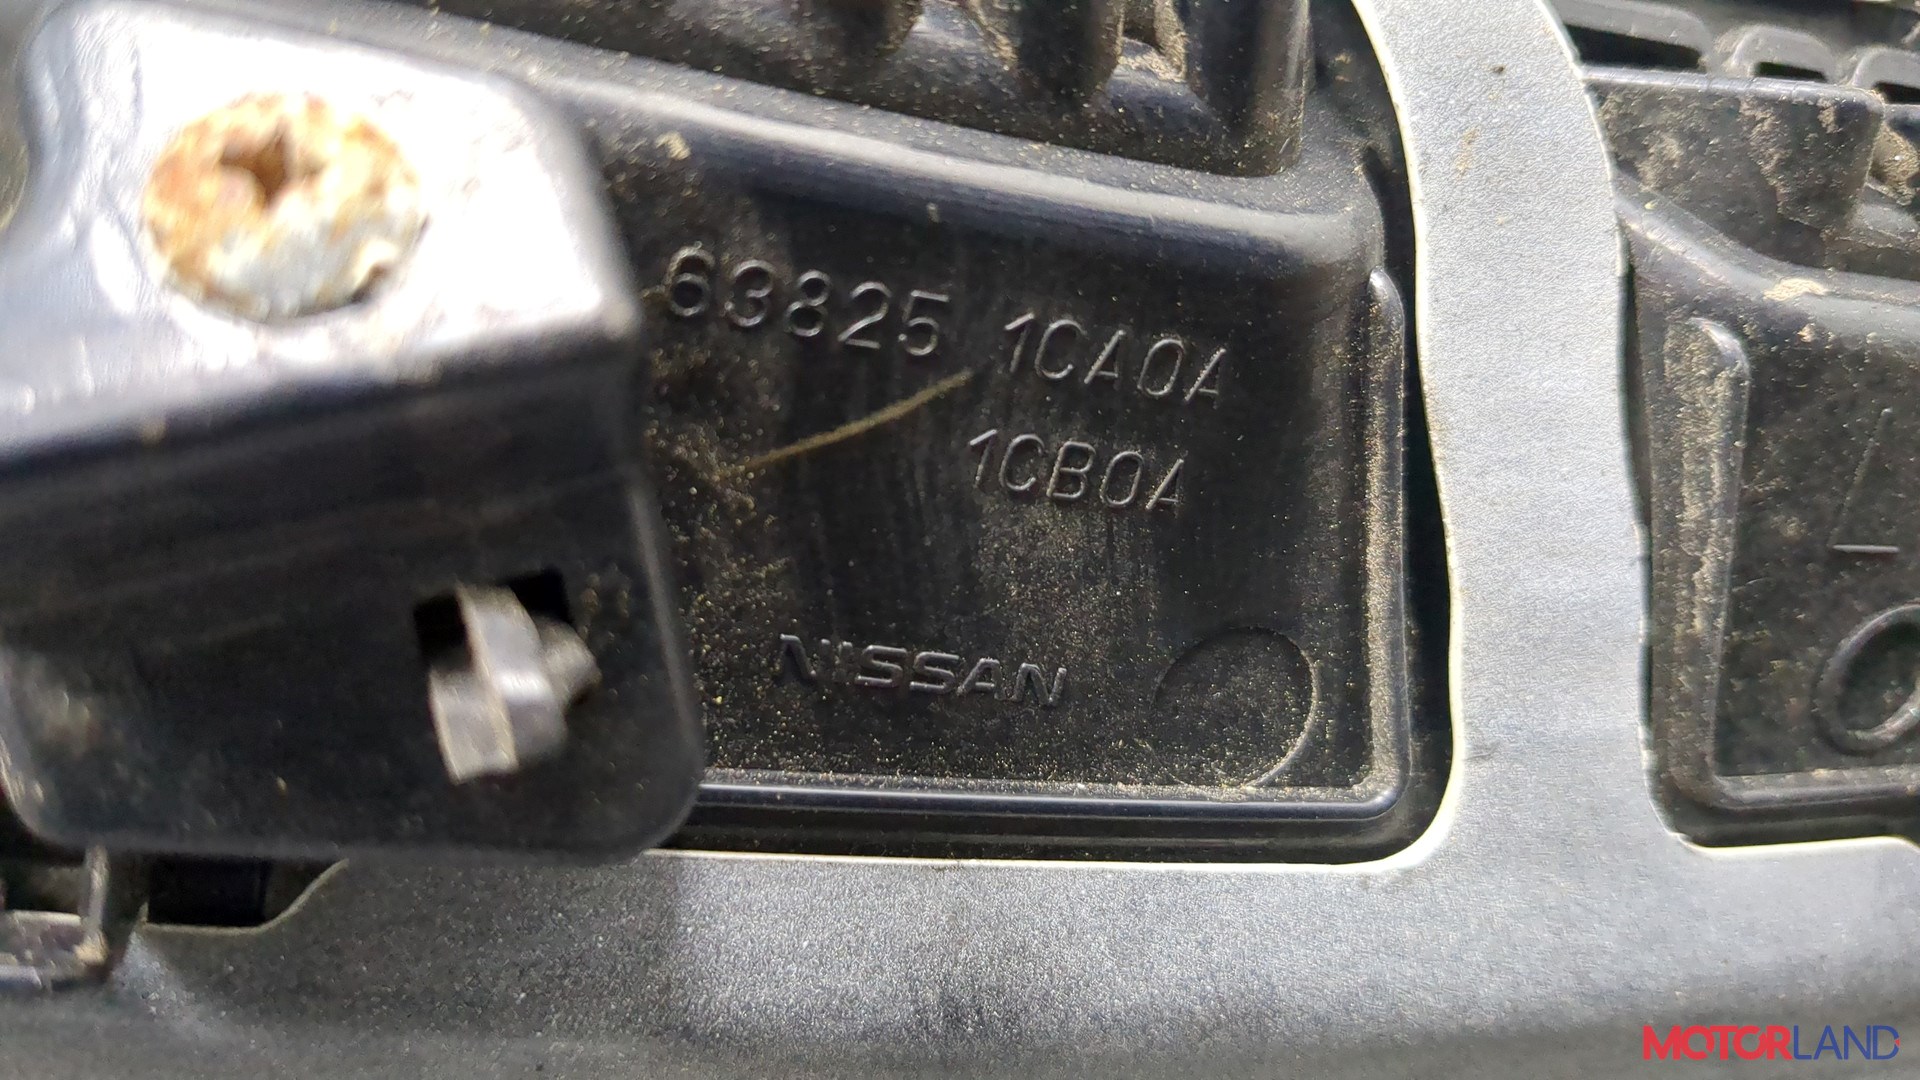 63825 1CA0A
1CB0A
NISSAN
L
MOTORLAND